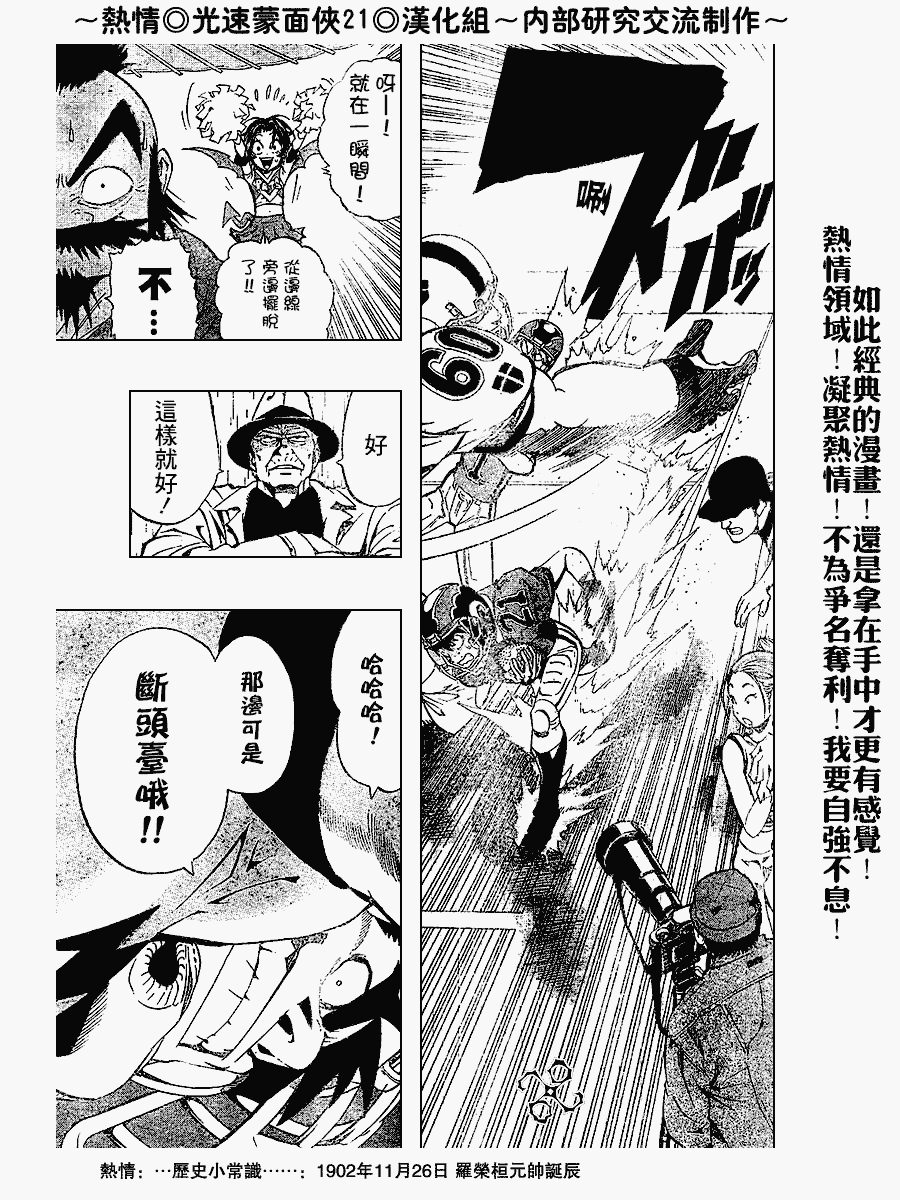 ～熱情◎光速蒙面俠21◎漢化組～内部研究交流制作～
呀ー！
就在一瞬間！
從邊線
旁邊擺脫
了!!
不…
好
這樣就好！
哈哈哈！
那邊可是
斷頭臺哦!!
60
如此經典的漫畫！還是拿在手中才更有感覺！
熱情領域！凝聚熱情！不為爭名奪利！我要自強不息！
熱情：…歷史小常識……：1902年11月26日 羅榮桓元帥誕辰